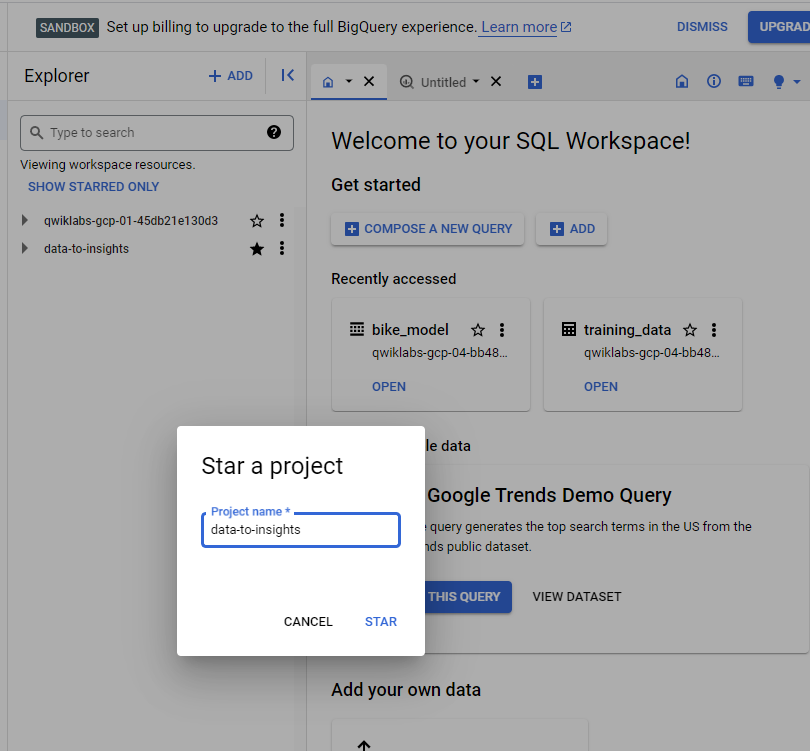 SANDBOX Set up billing to upgrade to the full BigQuery experience. Learn more
DISMISS
UPGRAD
Explorer
ADD
Untitled
Type to search
Viewing workspace resources.
SHOW STARRED ONLY
qwiklabs-gcp-01-45db21e130d3
data-to-insights
Welcome to your SQL Workspace!
Get started
COMPOSE A NEW QUERY
ADD
Recently accessed
bike_model
qwiklabs-gcp-04-bb48...
OPEN
training_data
qwiklabs-gcp-04-bb48...
OPEN
Star a project
Project name *
data-to-insights
CANCEL
STAR
le data
Google Trends Demo Query
e query generates the top search terms in the US from the
nds public dataset.
THIS QUERY
VIEW DATASET
Add your own data